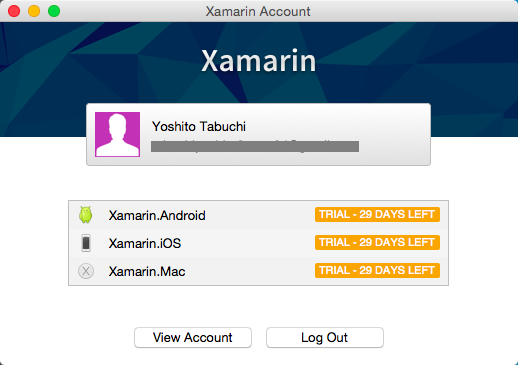 Xamarin Account
Xamarin
Yoshito Tabuchi
Xamarin.Android TRIAL - 29 DAYS LEFT
Xamarin.iOS TRIAL - 29 DAYS LEFT
Xamarin.Mac TRIAL - 29 DAYS LEFT
View Account Log Out